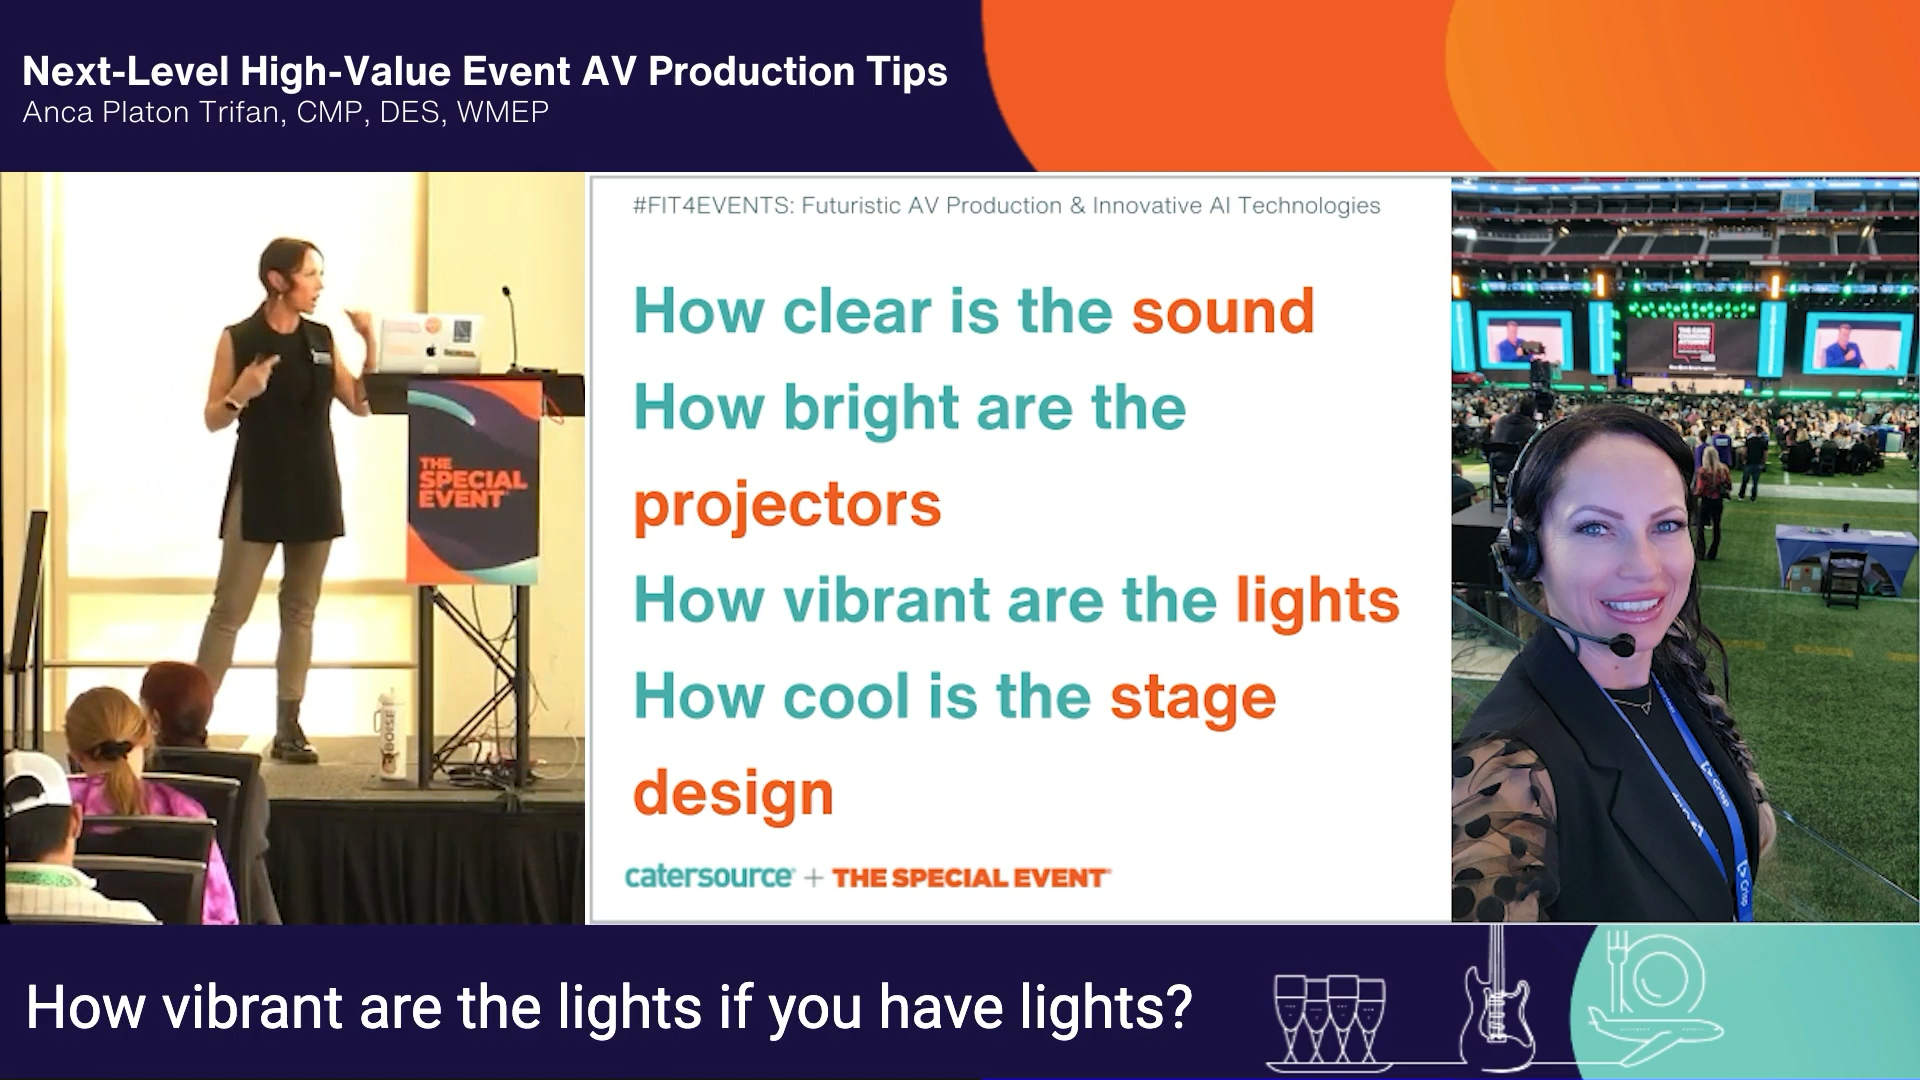 Next-Level High-Value Event AV Production Tips
Anca Platon Trifan, CMP, DES, WMEP
#FIT4EVENTS: Futuristic AV Production & Innovative AI Technologies
How clear is the sound
How bright are the
projectors
How vibrant are the lights
How cool is the stage
design
catersource + THE SPECIAL EVENT
THE
SPECIAL
EVENT
BOISE
Crisp
Crisp
How vibrant are the lights if you have lights?